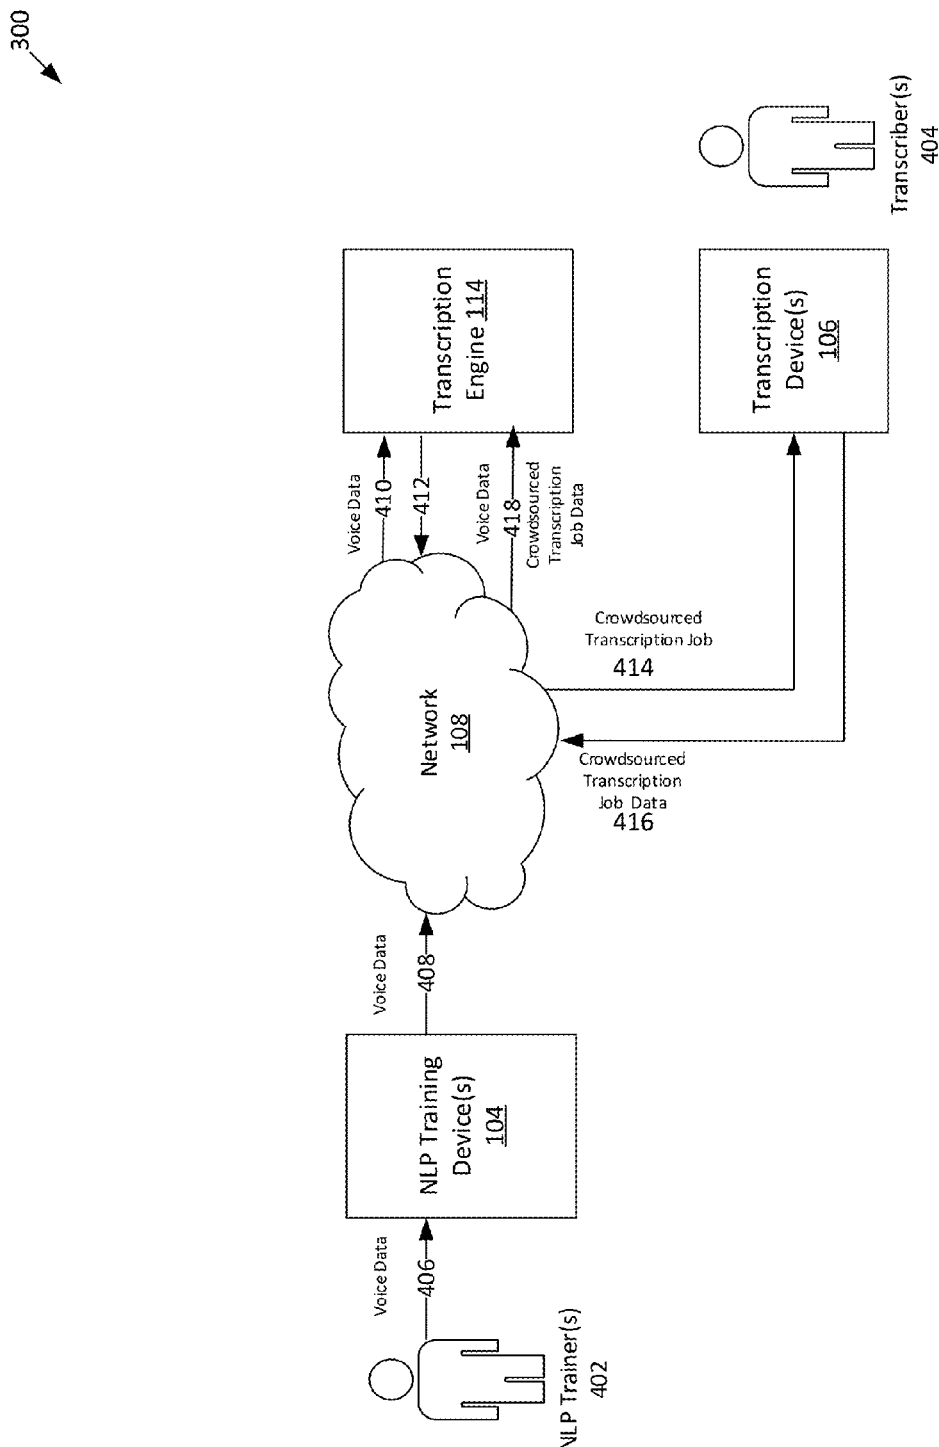 300
NLP Trainer(s)
402
Voice Data
406
NLP Training
Device(s)
104
Voice Data
408
Network
108
Voice Data
410
412
Voice Data
418
Crowdsourced
Transcription
Job Data
Transcription
Engine 114
Crowdsourced
Transcription Job
414
Crowdsourced
Transcription
Job Data
416
Transcription
Device(s)
106
Transcriber(s)
404